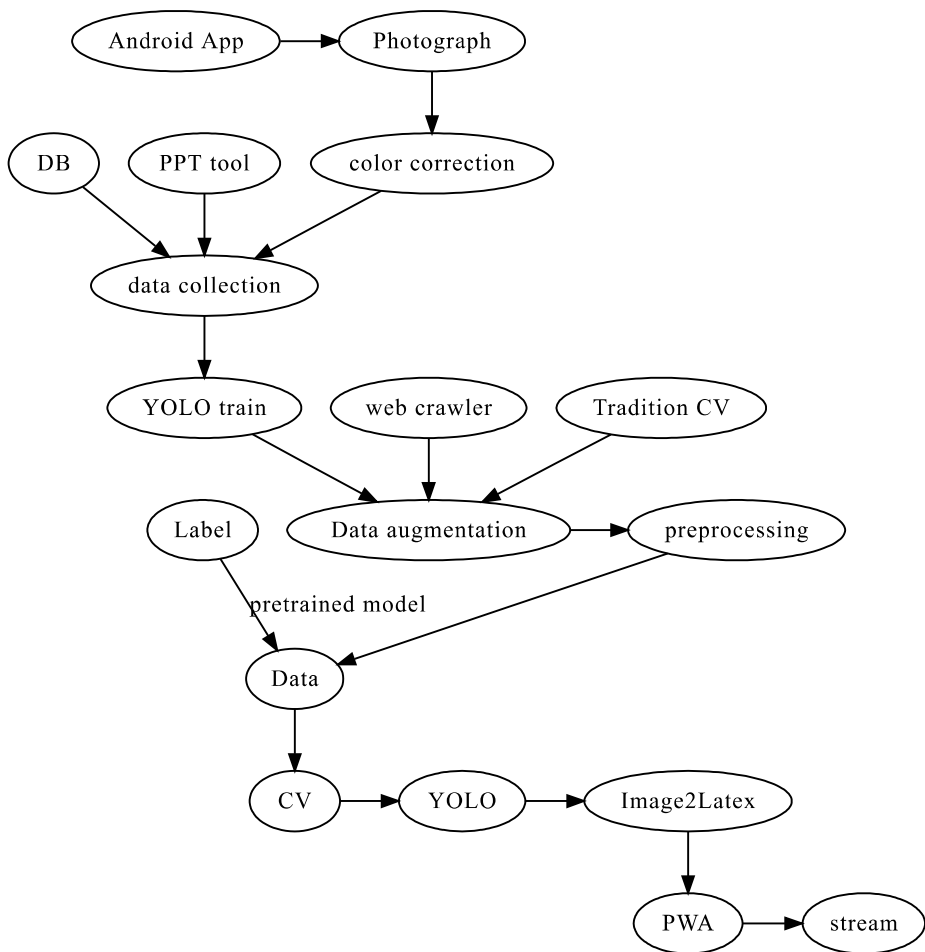 Android App
Photograph
DB
PPT tool
color correction
data collection
YOLO train
web crawler
Tradition CV
Label
Data augmentation
preprocessing
pretrained model
Data
CV
YOLO
Image2Latex
PWA
stream